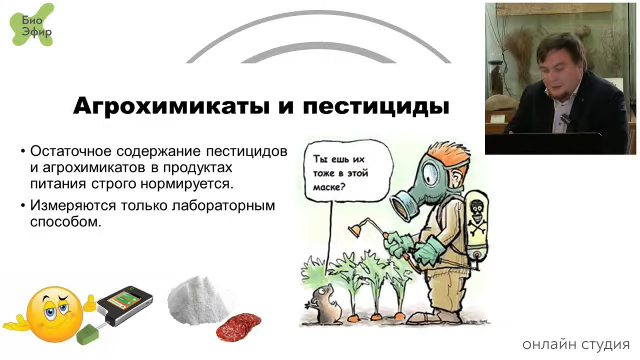 Био
Эфир
Агрохимикаты и пестициды
• Остаточное содержание пестицидов
и агрохимикатов в продуктах
питания строго нормируется.
• Измеряются только лабораторным
способом.
Ты ешь их
тоже в этой
маске?
онлайн студия